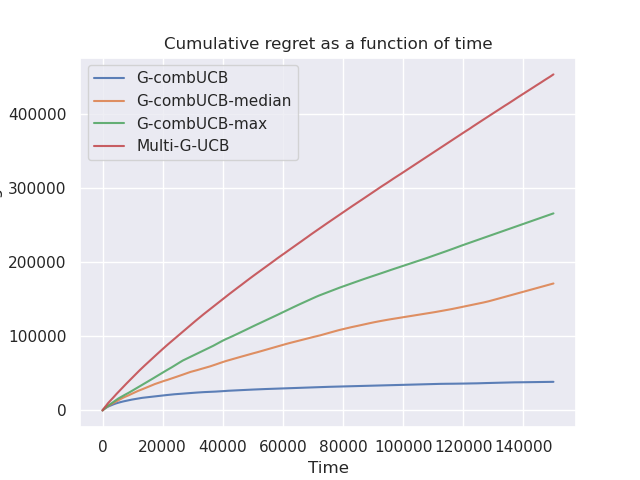 Cumulative regret as a function of time
G-combUCB
G-combUCB-median
G-combUCB-max
Multi-G-UCB
400000
300000
200000
100000
0
0 20000 40000 60000 80000 100000 120000 140000
Time